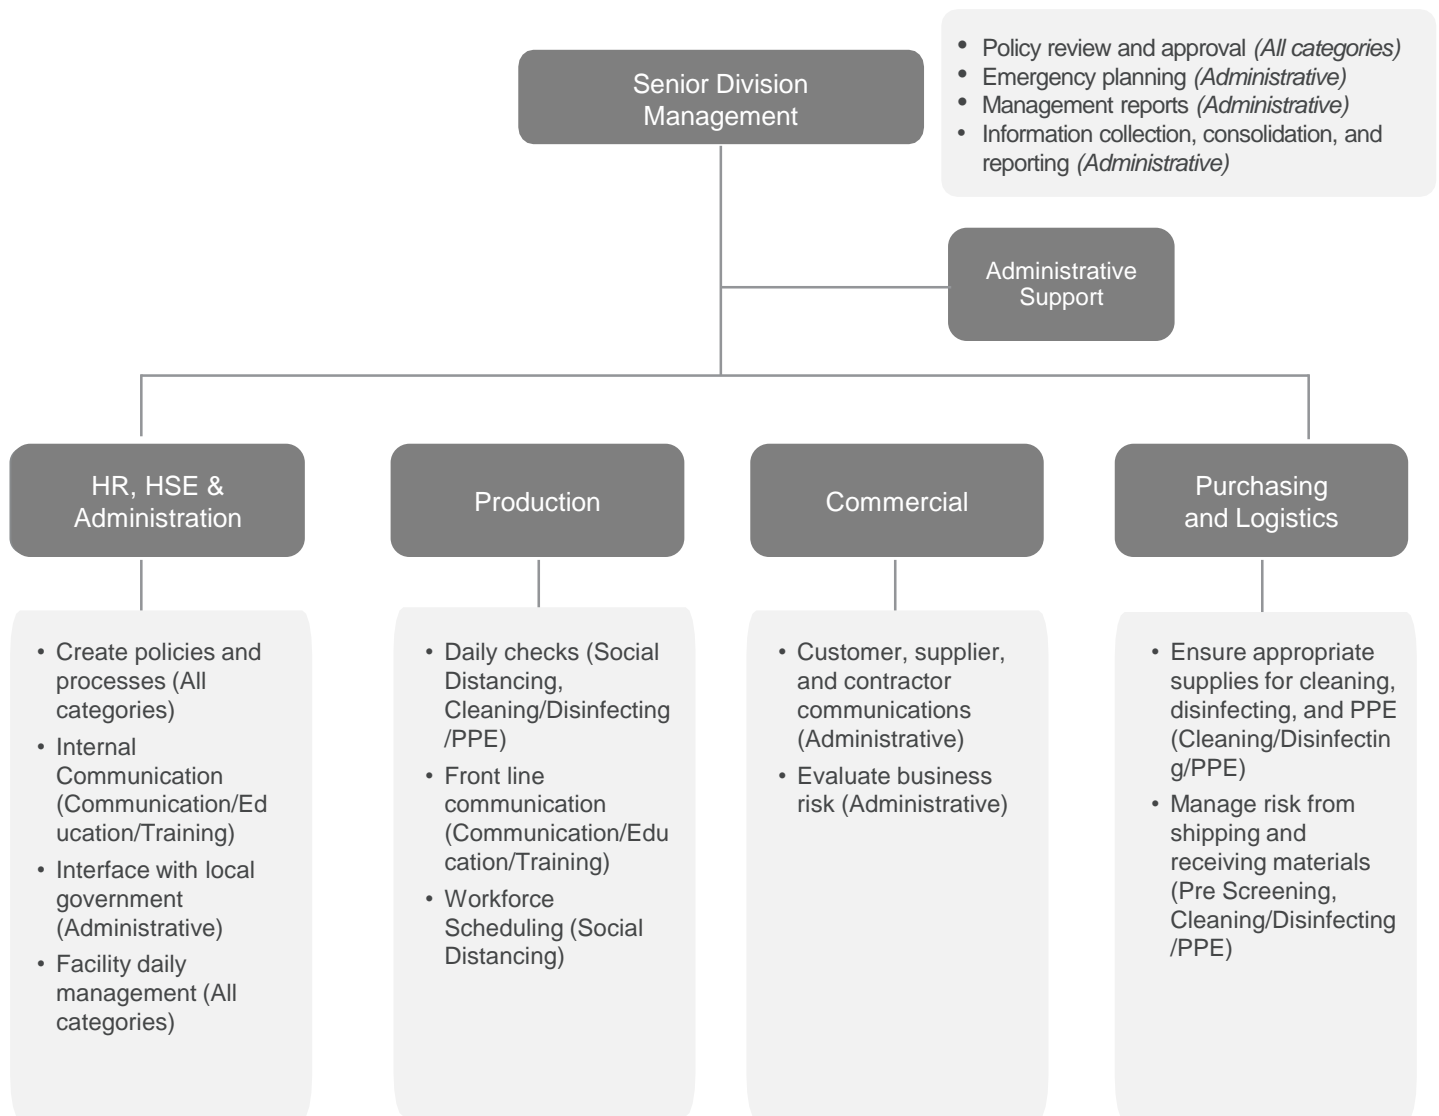 Senior Division
Management
• Policy review and approval (All categories)
• Emergency planning (Administrative)
• Management reports (Administrative)
• Information collection, consolidation, and
reporting (Administrative)
Administrative
Support
HR, HSE &
Administration
Production
Commercial
Purchasing
and Logistics
• Create policies and
processes (All
categories)
• Internal
Communication
(Communication/Ed
ucation/Training)
• Interface with local
government
(Administrative)
• Facility daily
management (All
categories)
• Daily checks (Social
Distancing,
Cleaning/Disinfecting
/PPE)
• Front line
communication
(Communication/Edu
cation/Training)
• Workforce
Scheduling (Social
Distancing)
• Customer, supplier,
and contractor
communications
(Administrative)
• Evaluate business
risk (Administrative)
• Ensure appropriate
supplies for cleaning,
disinfecting, and PPE
(Cleaning/Disinfectin
g/PPE)
• Manage risk from
shipping and
receiving materials
(Pre Screening,
Cleaning/Disinfecting
/PPE)